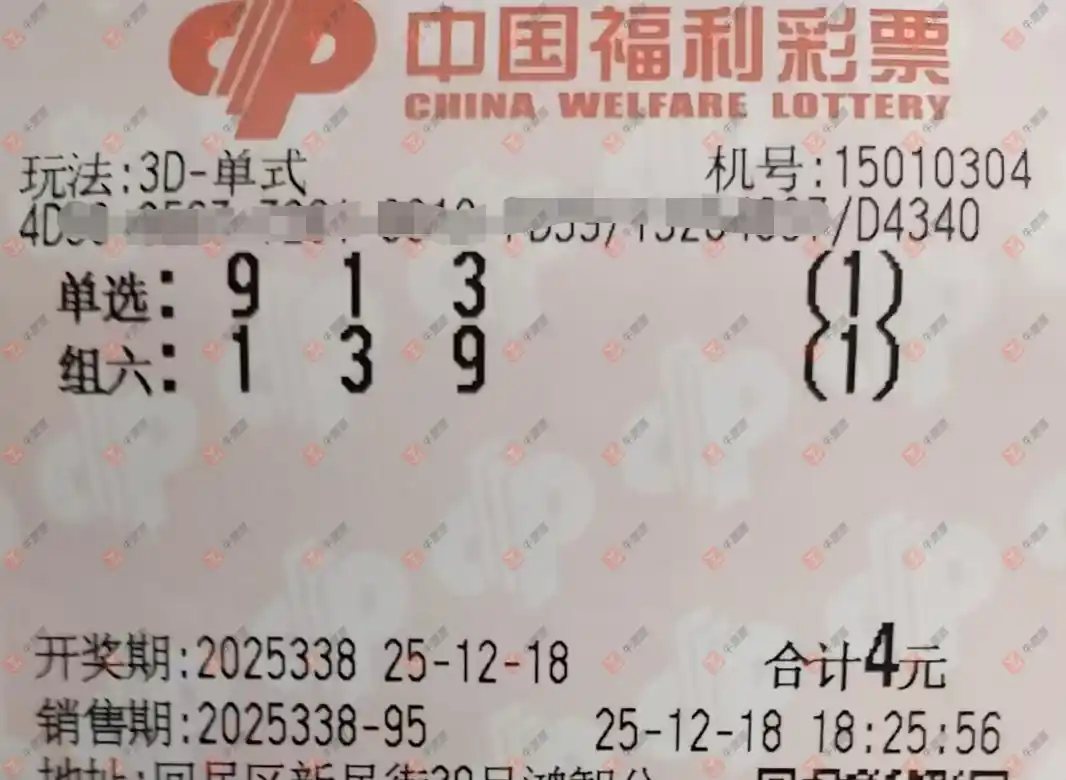 中国福利彩票
CHINA WELFARE LOTTERY
玩法:3D-单式 机号:15010304
/D4340
单选: 9 1 3 (1)
组六: 1 3 9 (1)
开奖期:2025338 25-12-18 合计4元
销售期:2025338-95 25-12-18 18:25:56